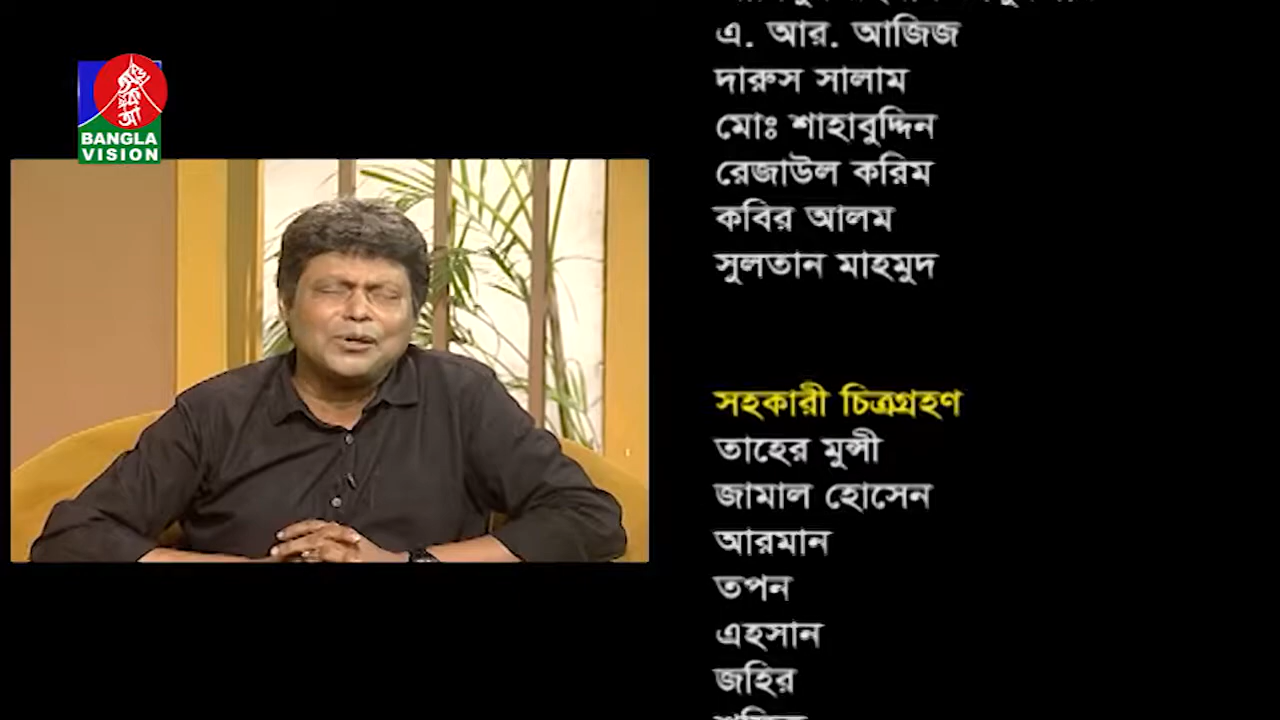 BANGLA
VISION
এ. আর. আজিজ
দারুস সালাম
মোঃ শাহাবুদ্দিন
রেজাউল করিম
কবির আলম
সুলতান মাহমুদ
সহকারী চিত্রগ্রহণ
তাহের মুন্সী
জামাল হোসেন
আরমান
তপন
এহসান
জহির